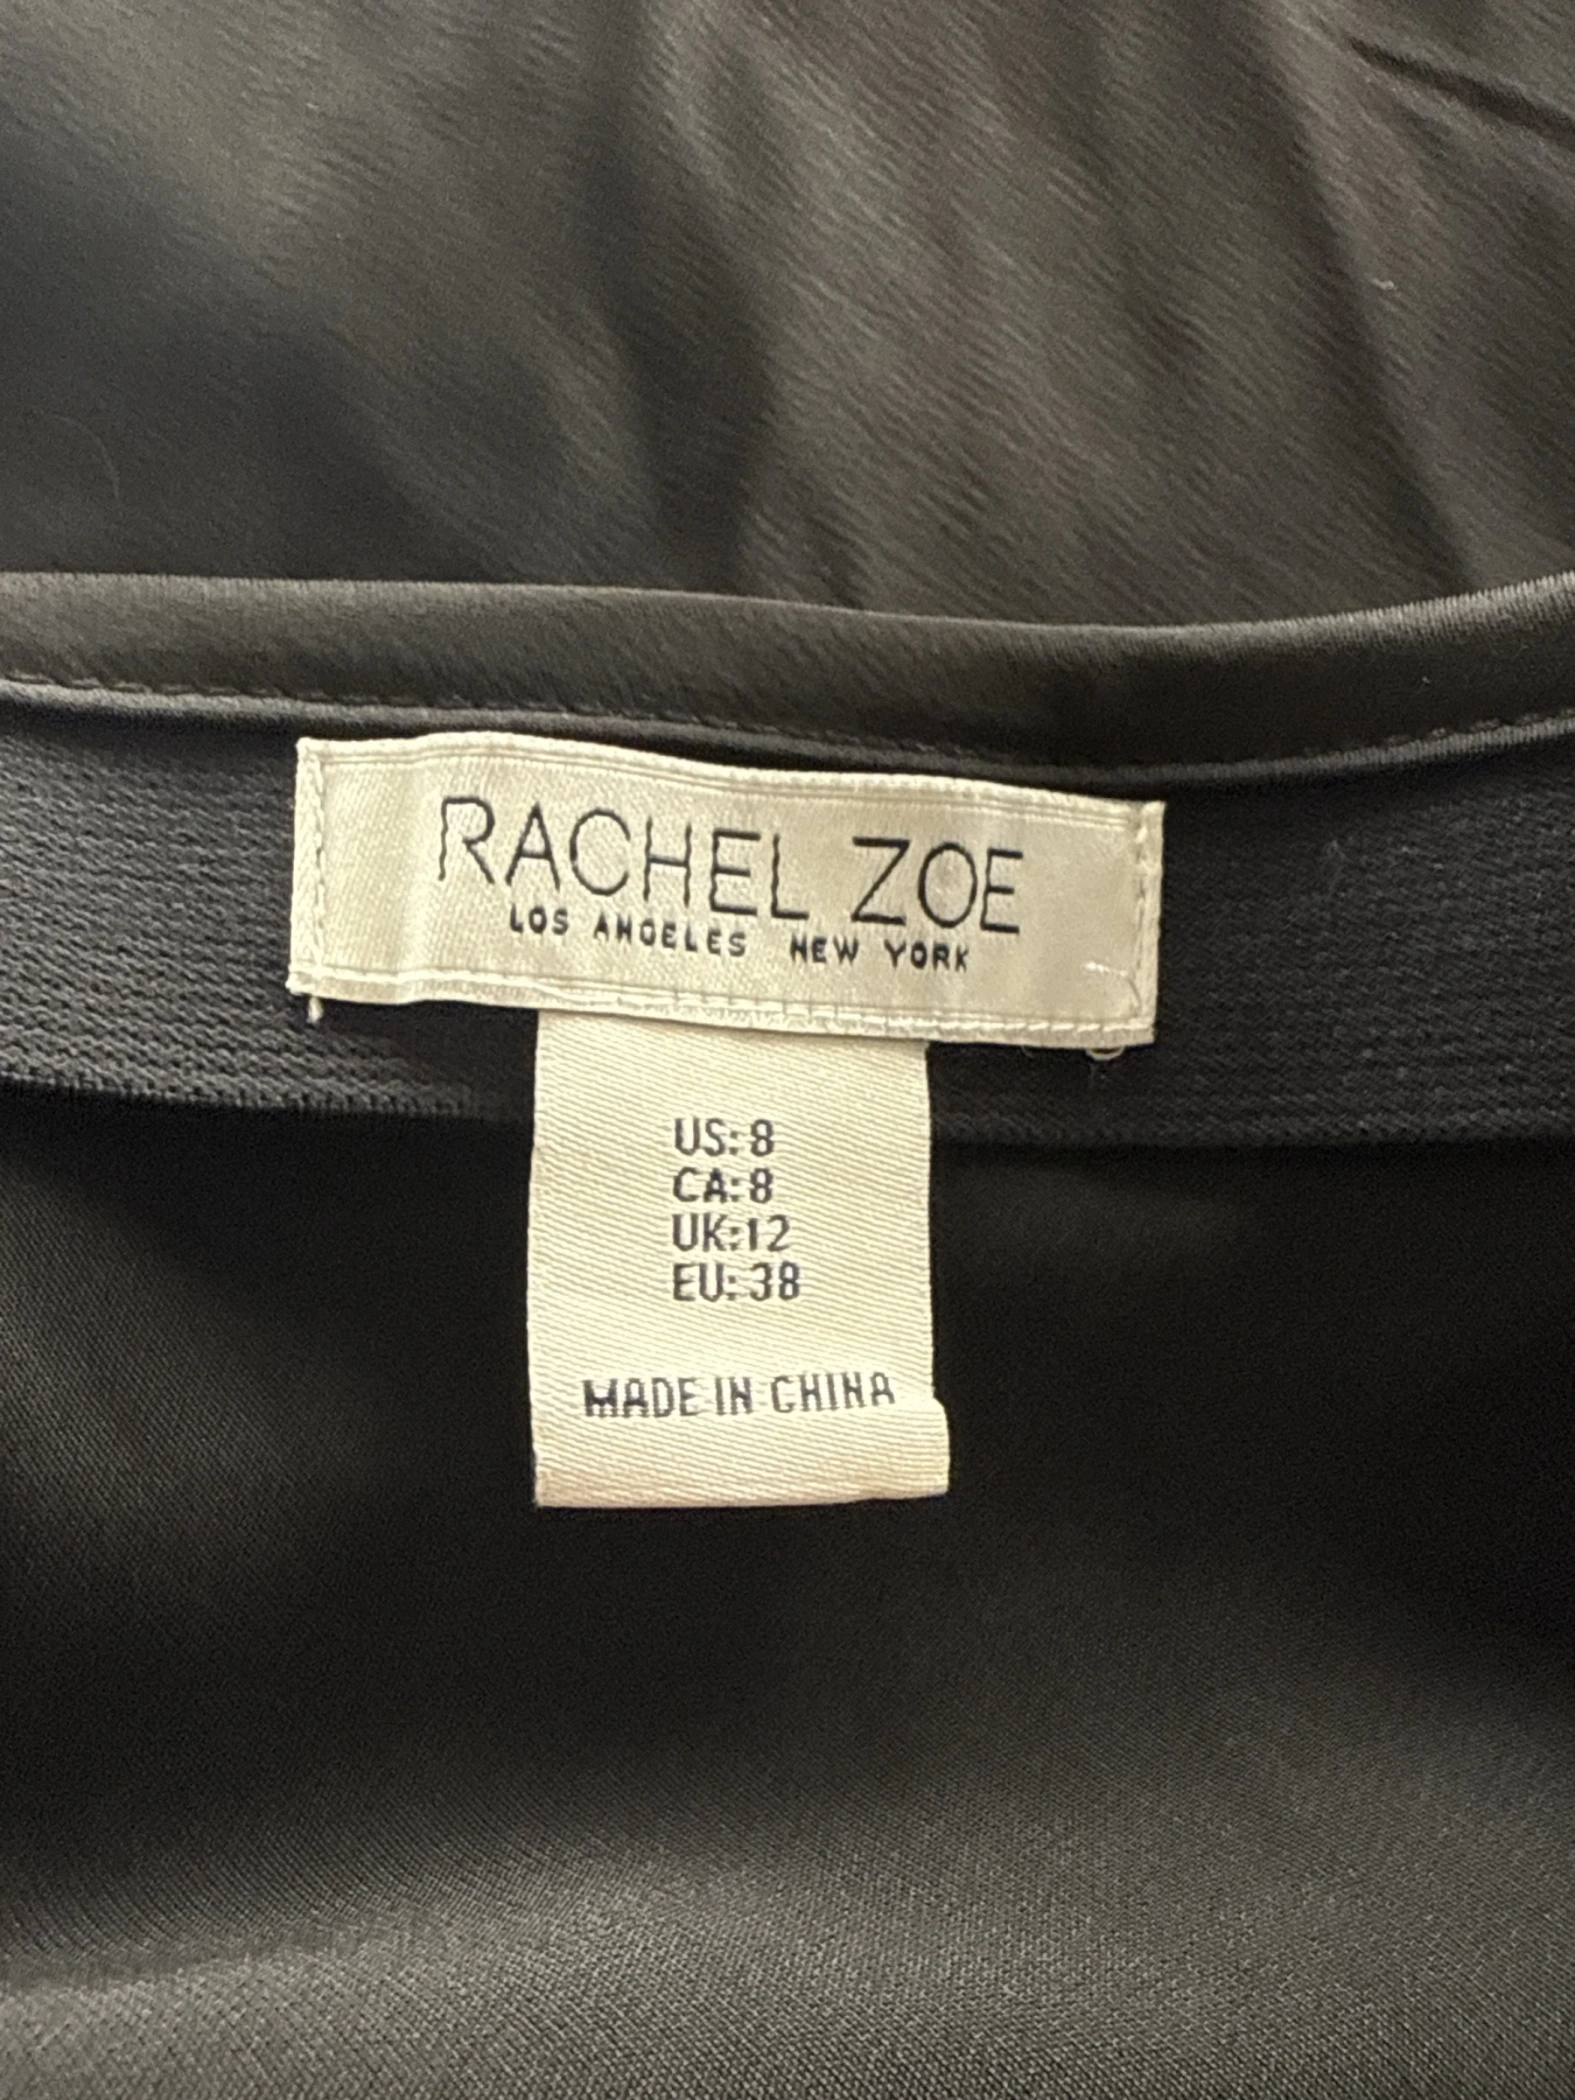 RACHEL ZOE
LOS ANGELES NEW YORK
US: 8
CA: 8
UK: 12
EU: 38
MADE IN CHINA